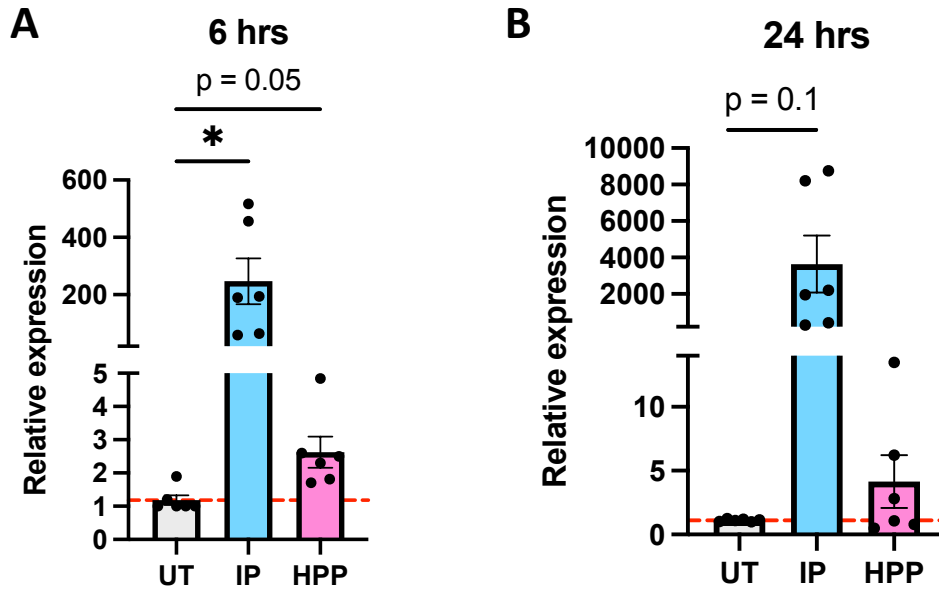 A
6 hrs
p = 0.05
*
Relative expression
600
400
200
5
4
3
2
1
0
UT IP HPP
B
24 hrs
p = 0.1
Relative expression
10000
8000
6000
4000
2000
10
5
0
UT IP HPP